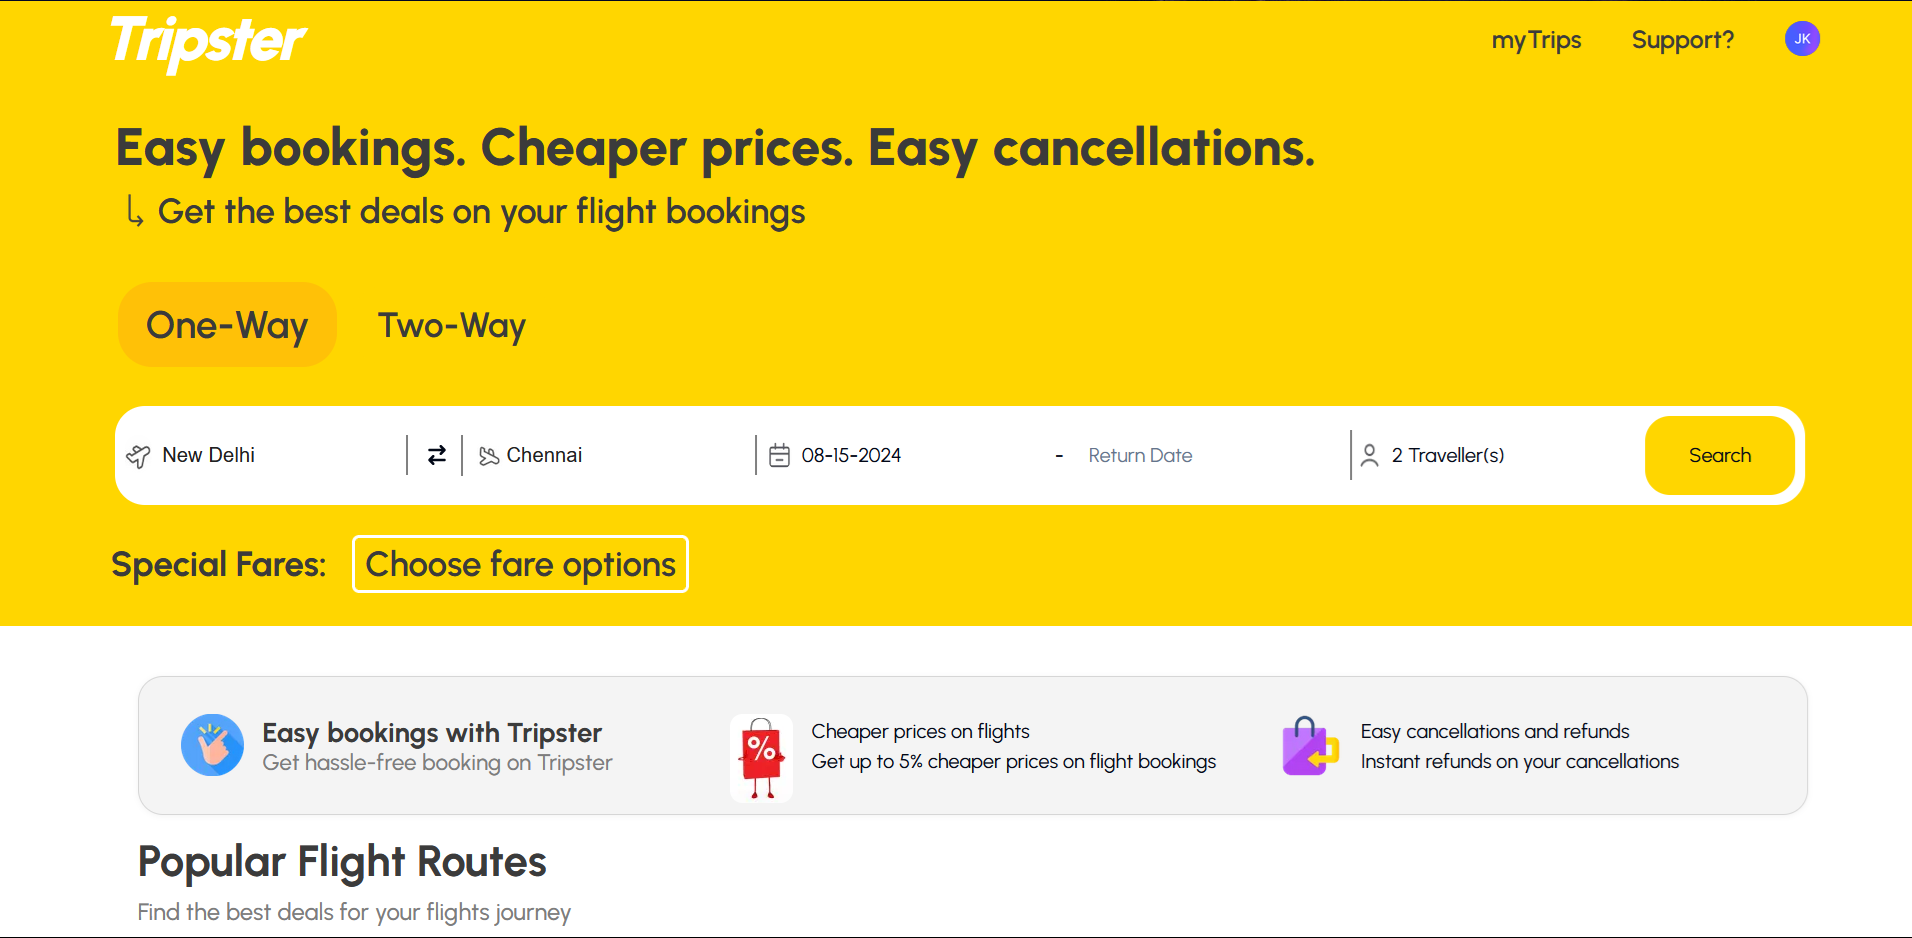 Tripster
myTrips Support? JK
Easy bookings. Cheaper prices. Easy cancellations.
Get the best deals on your flight bookings
One-Way Two-Way
New Delhi Chennai 08-15-2024 - Return Date 2 Traveller(s) Search
Special Fares: Choose fare options
Easy bookings with Tripster
Get hassle-free booking on Tripster
%
Cheaper prices on flights
Get up to 5% cheaper prices on flight bookings
Easy cancellations and refunds
Instant refunds on your cancellations
Popular Flight Routes
Find the best deals for your flights journey